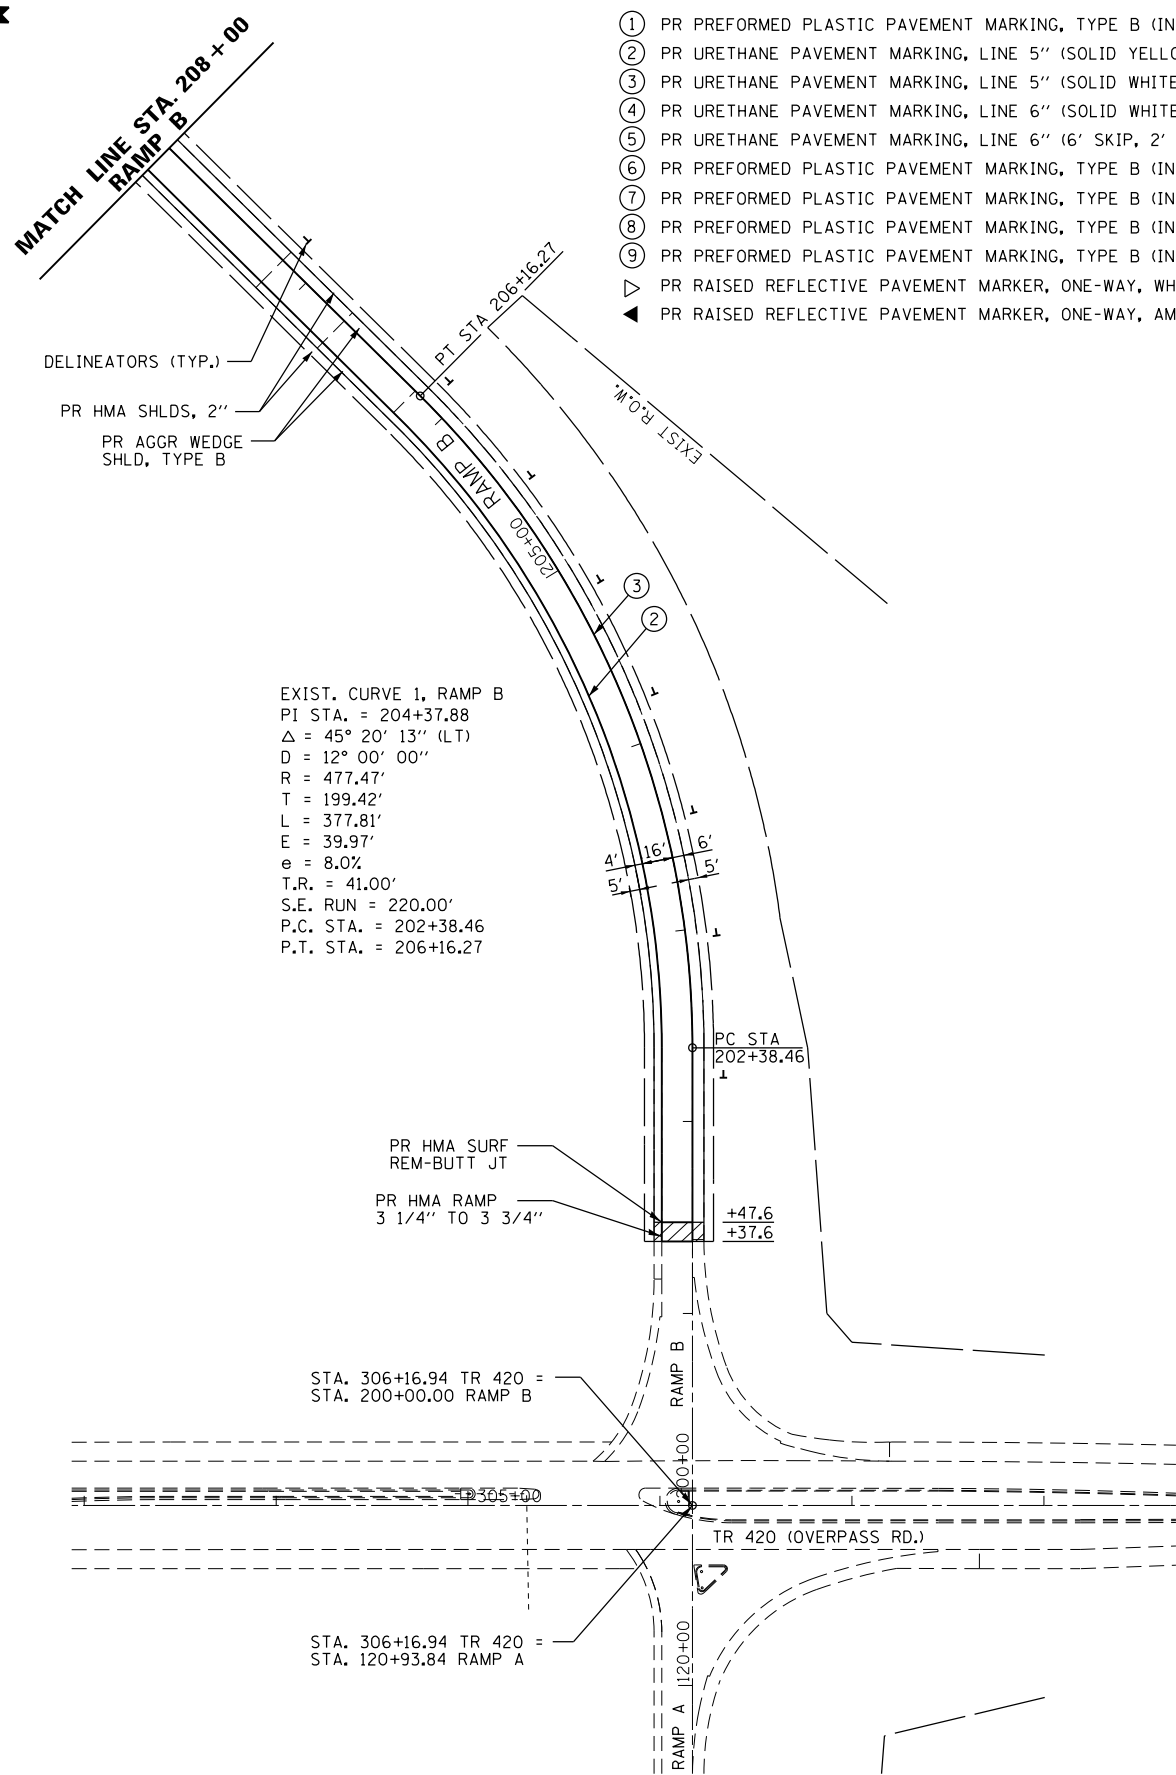 ① PR PREFORMED PLASTIC PAVEMENT MARKING, TYPE B (IN
② PR URETHANE PAVEMENT MARKING, LINE 5" (SOLID YELLO
③ PR URETHANE PAVEMENT MARKING, LINE 5" (SOLID WHITE
④ PR URETHANE PAVEMENT MARKING, LINE 6" (SOLID WHITE
⑤ PR URETHANE PAVEMENT MARKING, LINE 6" (6' SKIP, 2'
⑥ PR PREFORMED PLASTIC PAVEMENT MARKING, TYPE B (IN
⑦ PR PREFORMED PLASTIC PAVEMENT MARKING, TYPE B (IN
⑧ PR PREFORMED PLASTIC PAVEMENT MARKING, TYPE B (IN
⑨ PR PREFORMED PLASTIC PAVEMENT MARKING, TYPE B (IN
▷ PR RAISED REFLECTIVE PAVEMENT MARKER, ONE-WAY, WH
◀ PR RAISED REFLECTIVE PAVEMENT MARKER, ONE-WAY, AM
MATCH LINE STA. 208+00
RAMP B
PT STA 206+16.27
DELINEATORS (TYP.)
PR HMA SHLDS, 2"
PR AGGR WEDGE
SHLD, TYPE B
EXIST R.O.W.
RAMP B
205+00
③
②
EXIST. CURVE 1, RAMP B
PI STA. = 204+37.88
△ = 45° 20' 13" (LT)
D = 12° 00' 00"
R = 477.47'
T = 199.42'
L = 377.81'
E = 39.97'
e = 8.0%
T.R. = 41.00'
S.E. RUN = 220.00'
P.C. STA. = 202+38.46
P.T. STA. = 206+16.27
4' 16' 6'
5' 5'
PC STA
202+38.46
PR HMA SURF
REM-BUTT JT
PR HMA RAMP
3 1/4" TO 3 3/4"
+47.6
+37.6
RAMP B
STA. 306+16.94 TR 420 =
STA. 200+00.00 RAMP B
200+00
305+00
TR 420 (OVERPASS RD.)
STA. 306+16.94 TR 420 =
STA. 120+93.84 RAMP A
120+00
RAMP A